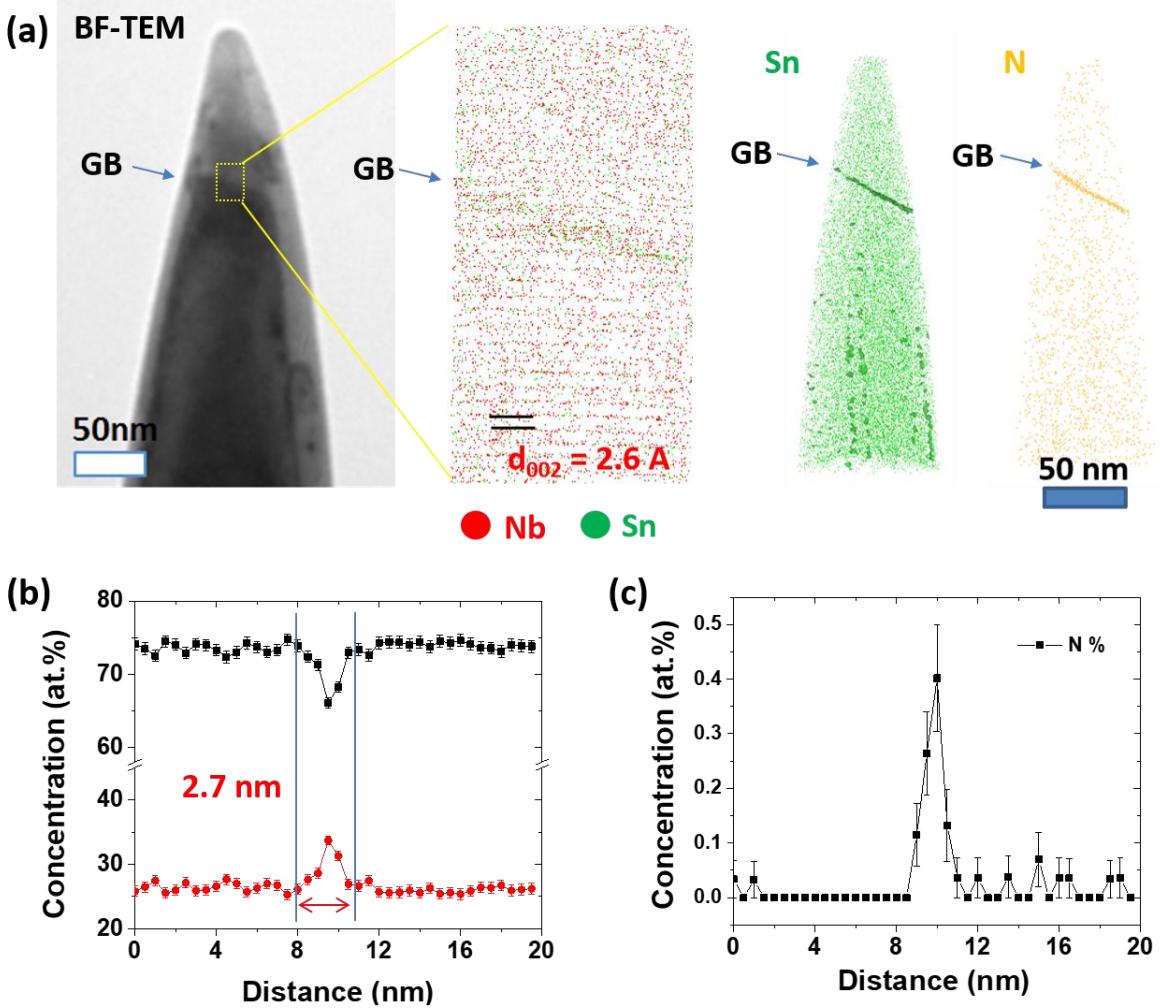 (a)
BF-TEM
GB
50nm
GB
d002 = 2.6 A
Nb
Sn
Sn
GB
N
GB
50 nm
(b)
Concentration (at.%)
80
70
60
40
30
20
2.7 nm
0 4 8 12 16 20
Distance (nm)
(c)
Concentration (at.%)
0.5
0.4
0.3
0.2
0.1
0.0
N %
0 4 8 12 16 20
Distance (nm)